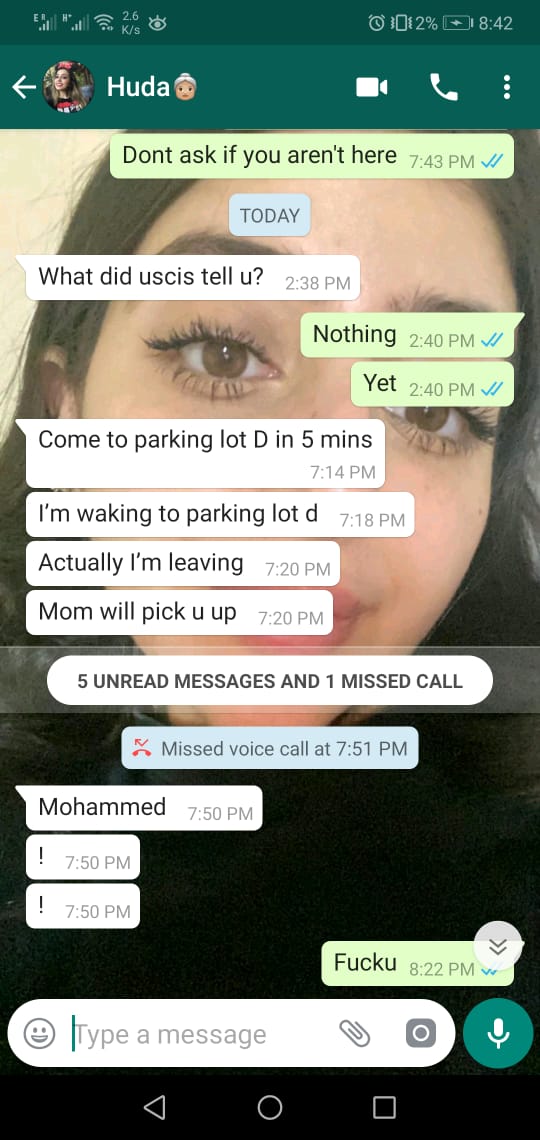 ER H+ 2.6 K/s 2% 8:42
Huda👵🏼
Dont ask if you aren't here 7:43 PM
TODAY
What did uscis tell u? 2:38 PM
Nothing 2:40 PM
Yet 2:40 PM
Come to parking lot D in 5 mins
7:14 PM
I'm waking to parking lot d 7:18 PM
Actually I'm leaving 7:20 PM
Mom will pick u up 7:20 PM
5 UNREAD MESSAGES AND 1 MISSED CALL
Missed voice call at 7:51 PM
Mohammed 7:50 PM
! 7:50 PM
! 7:50 PM
Fucku 8:22 PM
Type a message